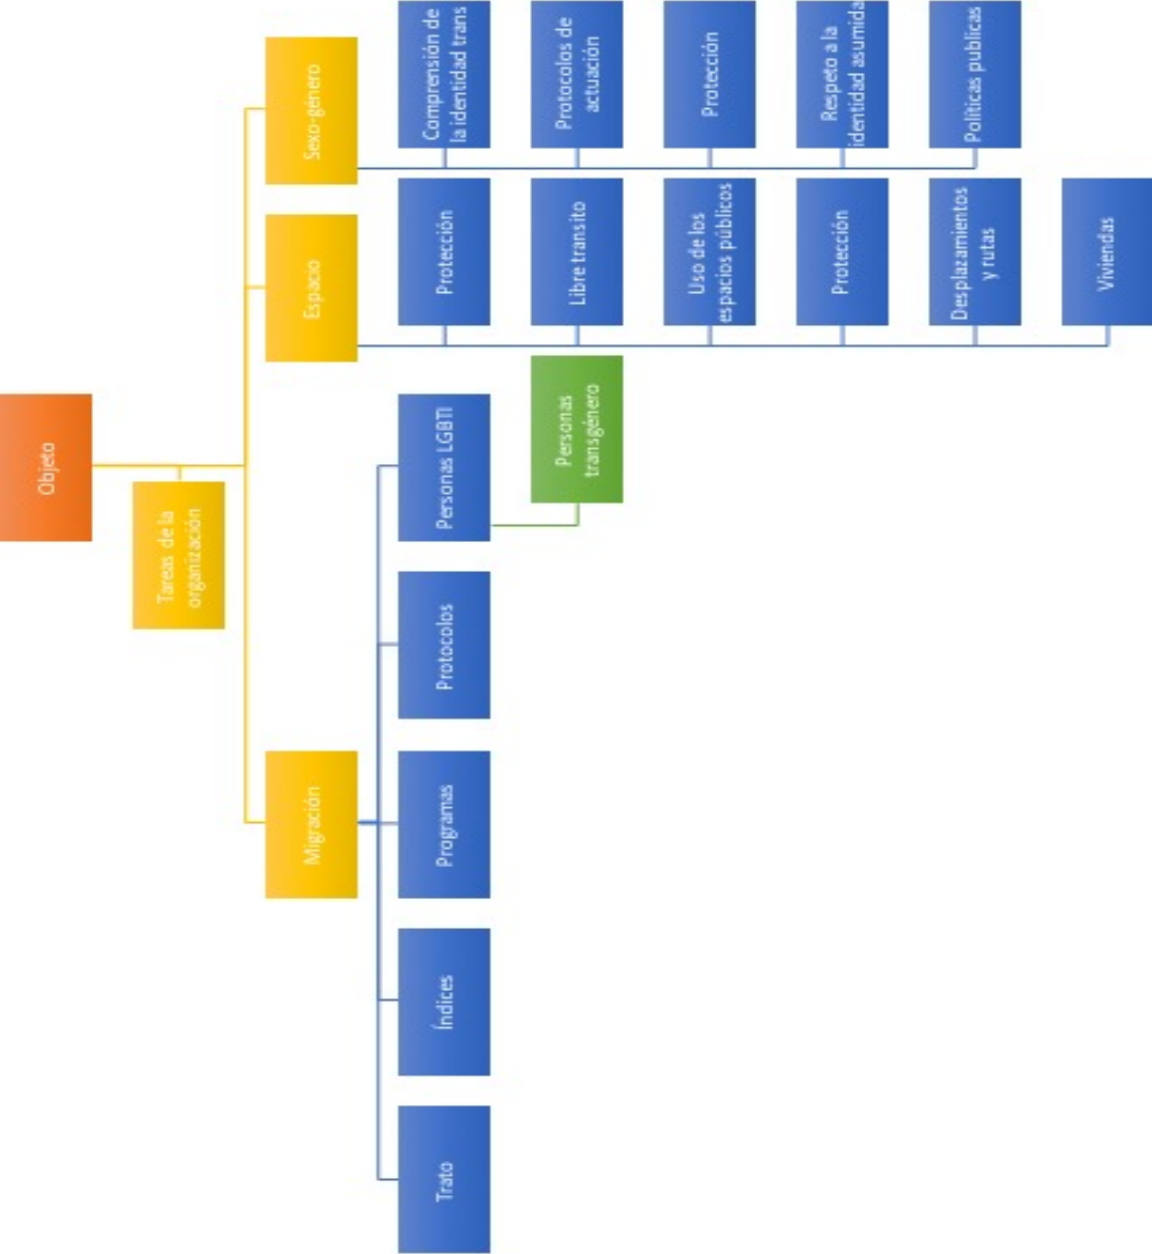 Objeto
Tareas de la
organización
Migración
Espacio
Sexo-género
Trato
Índices
Programas
Protocolos
Personas LGBTI
Personas
transgénero
Protección
Libre transito
Uso de los
espacios públicos
Protección
Desplazamientos
y rutas
Viviendas
Comprensión de
la identidad trans
Protocolos de
actuación
Protección
Respeto a la
identidad asumida
Políticas publicas